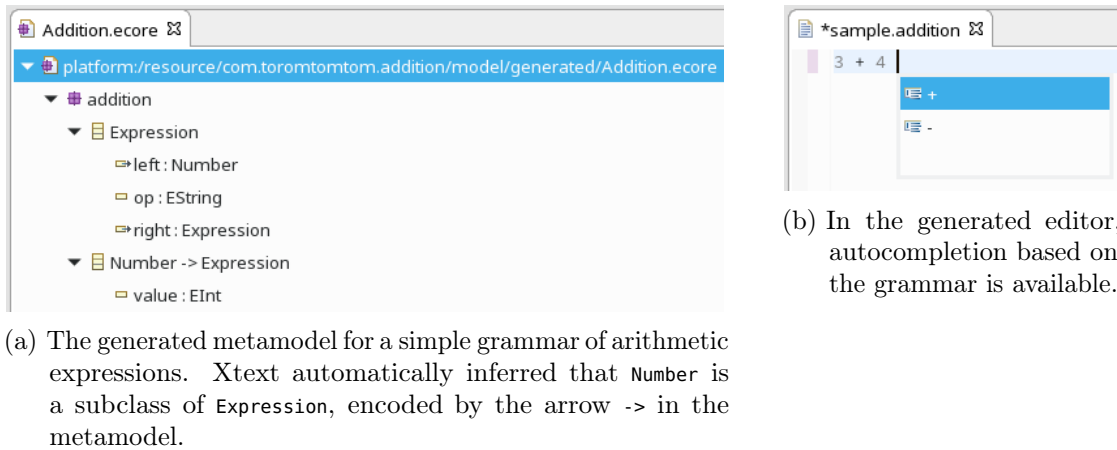 Addition.ecore
platform:/resource/com.toromtomtom.addition/model/generated/Addition.ecore
addition
Expression
left : Number
op : EString
right : Expression
Number -> Expression
value : EInt
(a) The generated metamodel for a simple grammar of arithmetic
expressions. Xtext automatically inferred that Number is
a subclass of Expression, encoded by the arrow -> in the
metamodel.
*sample.addition
3 + 4
+
-
(b) In the generated editor,
autocompletion based on
the grammar is available.